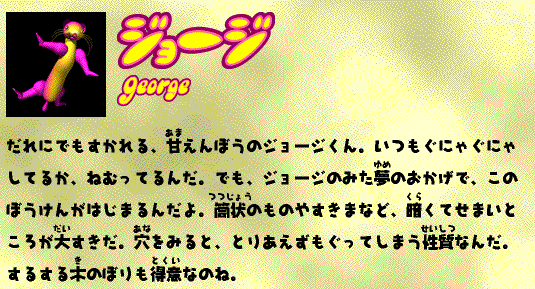 ジョージ
george
だれにでもすかれる、甘えんぼうのジョージくん。いつもぐにゃぐにゃ
してるか、ねむってるんだ。でも、ジョージのみた夢のおかげで、この
ぼうけんがはじまるんだよ。筒状のものやすきまなど、暗くてせまいと
ころが大すきだ。穴をみると、とりあえずもぐってしまう性質なんだ。
するする木のぼりも得意なのね。